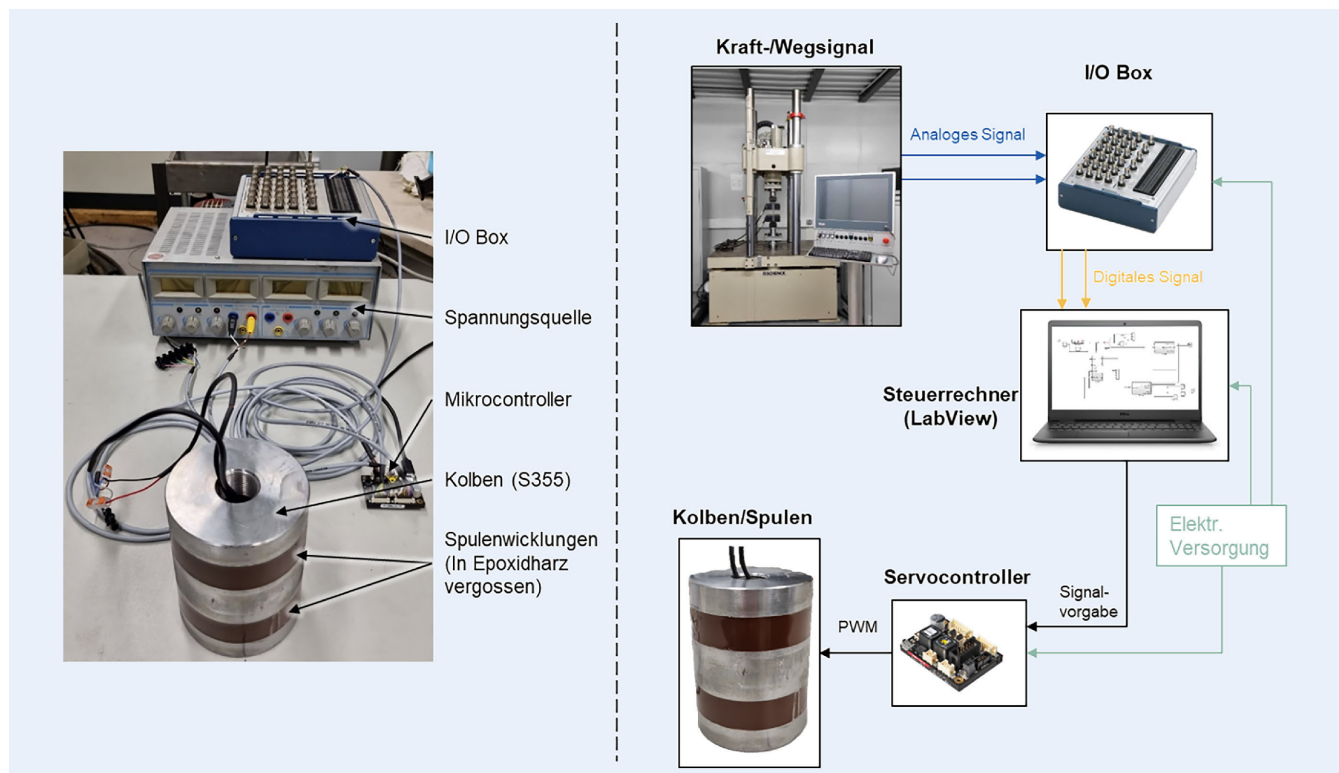 I/O Box
Spannungsquelle
Mikrocontroller
Kolben (S355)
Spulenwicklungen
(In Epoxidharz
vergossen)
Kraft-/Wegsignal
I/O Box
Analoges Signal
Digitales Signal
Steuerrechner
(LabView)
Elektr.
Versorgung
Kolben/Spulen
Servocontroller
Signal-
vorgabe
PWM